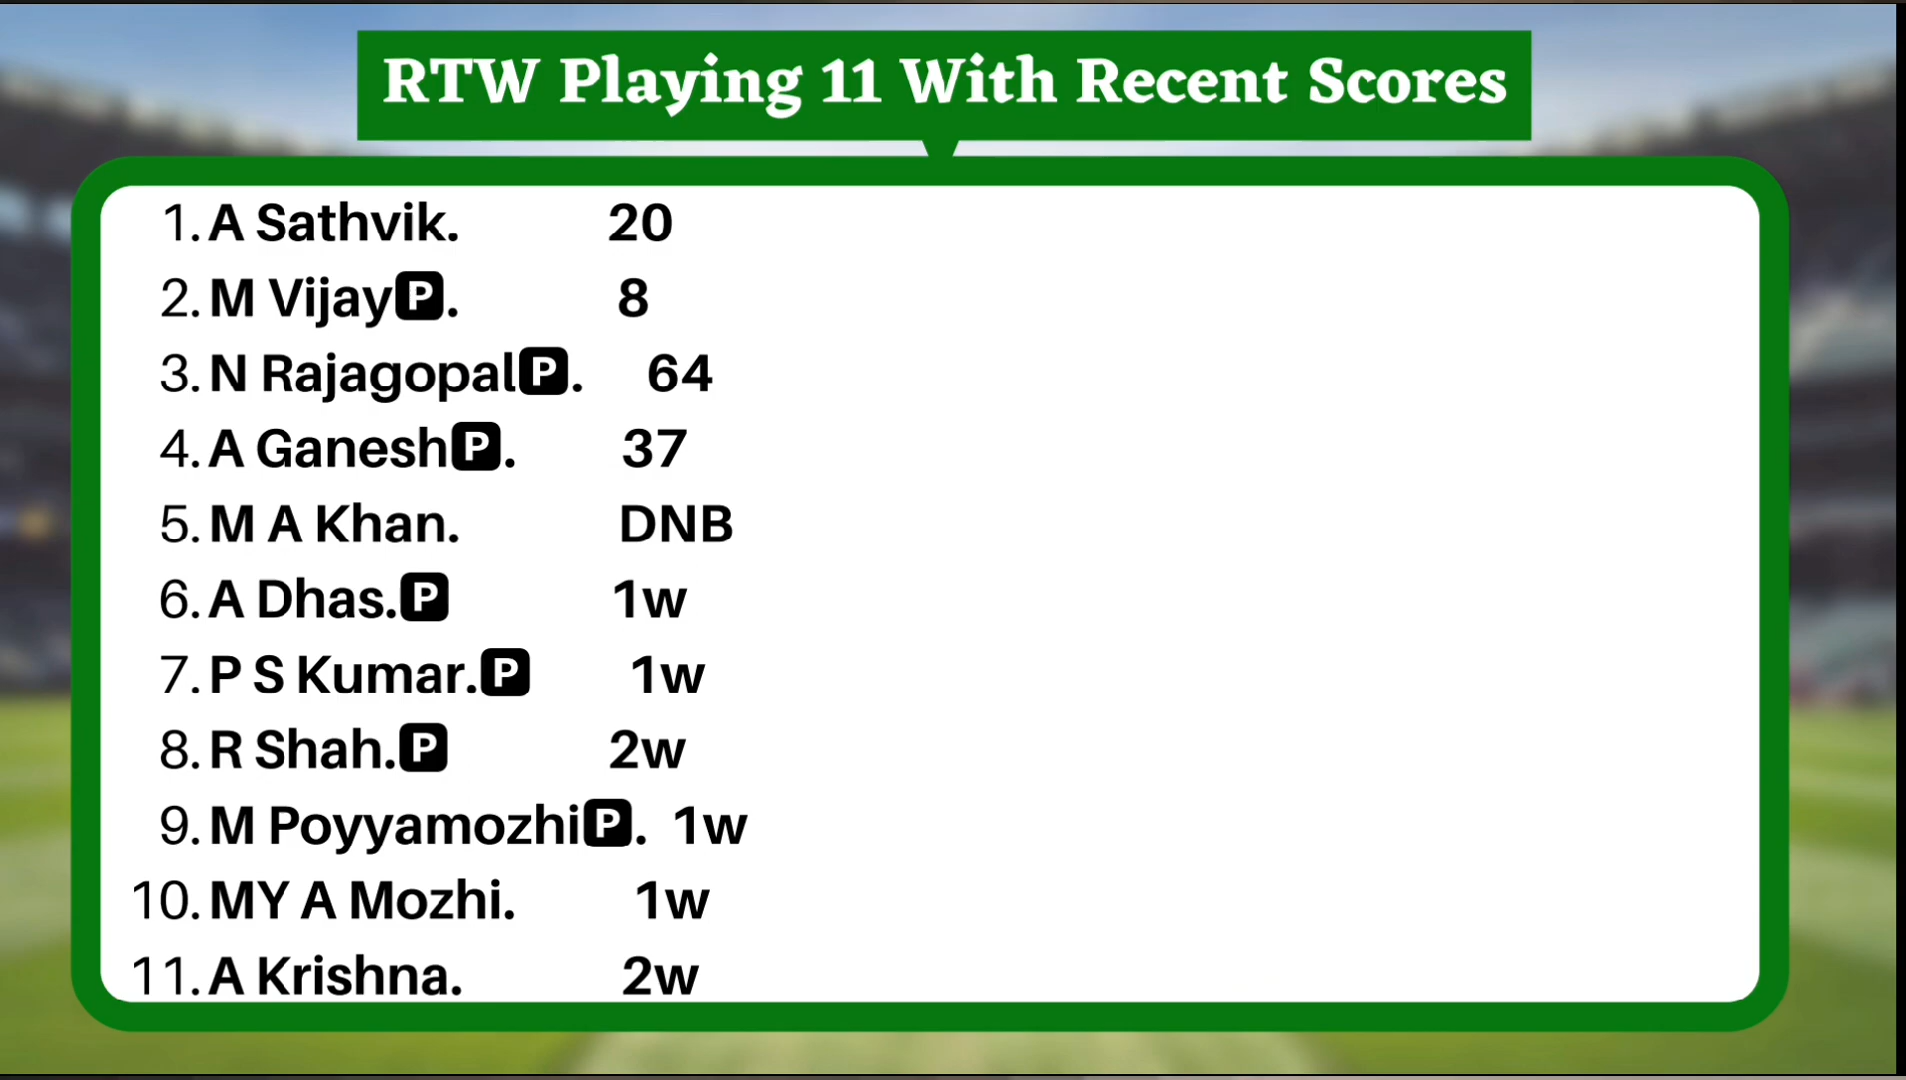 RTW Playing 11 With Recent Scores
1. A Sathvik. 20
2. M Vijay🅿. 8
3. N Rajagopal🅿. 64
4. A Ganesh🅿. 37
5. M A Khan. DNB
6. A Dhas.🅿 1w
7. P S Kumar.🅿 1w
8. R Shah.🅿 2w
9. M Poyyamozhi🅿. 1w
10. MY A Mozhi. 1w
11. A Krishna. 2w